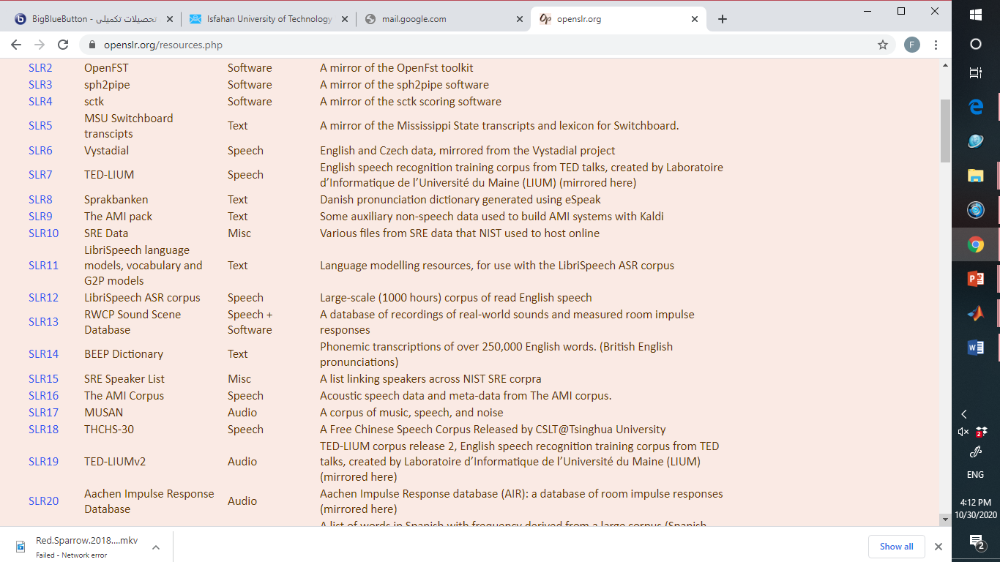 BigBlueButton - تحصیلات تکمیلی
Isfahan University of Technology
mail.google.com
openslr.org
openslr.org/resources.php
F
SLR2 OpenFST Software A mirror of the OpenFst toolkit
SLR3 sph2pipe Software A mirror of the sph2pipe software
SLR4 sctk Software A mirror of the sctk scoring software
SLR5 MSU Switchboard transcipts Text A mirror of the Mississippi State transcripts and lexicon for Switchboard.
SLR6 Vystadial Speech English and Czech data, mirrored from the Vystadial project
SLR7 TED-LIUM Speech English speech recognition training corpus from TED talks, created by Laboratoire
d’Informatique de l’Université du Maine (LIUM) (mirrored here)
SLR8 Sprakbanken Text Danish pronunciation dictionary generated using eSpeak
SLR9 The AMI pack Text Some auxiliary non-speech data used to build AMI systems with Kaldi
SLR10 SRE Data Misc Various files from SRE data that NIST used to host online
SLR11 LibriSpeech language
models, vocabulary and
G2P models
Text Language modelling resources, for use with the LibriSpeech ASR corpus
SLR12 LibriSpeech ASR corpus Speech Large-scale (1000 hours) corpus of read English speech
SLR13 RWCP Sound Scene
Database
Speech +
Software
A database of recordings of real-world sounds and measured room impulse
responses
SLR14 BEEP Dictionary Text Phonemic transcriptions of over 250,000 English words. (British English
pronunciations)
SLR15 SRE Speaker List Misc A list linking speakers across NIST SRE corpra
SLR16 The AMI Corpus Speech Acoustic speech data and meta-data from The AMI corpus.
SLR17 MUSAN Audio A corpus of music, speech, and noise
SLR18 THCHS-30 Speech A Free Chinese Speech Corpus Released by CSLT@Tsinghua University
SLR19 TED-LIUMv2 Audio TED-LIUM corpus release 2, English speech recognition training corpus from TED
talks, created by Laboratoire d’Informatique de l’Université du Maine (LIUM)
(mirrored here)
SLR20 Aachen Impulse Response
Database
Audio Aachen Impulse Response database (AIR): a database of room impulse responses
(mirrored here)
A list of words in Spanish with frequency derived from a large corpus (Spanish
Red.Sparrow.2018....mkv
Failed - Network error
Show all
2
ENG
4:12 PM
10/30/2020
2